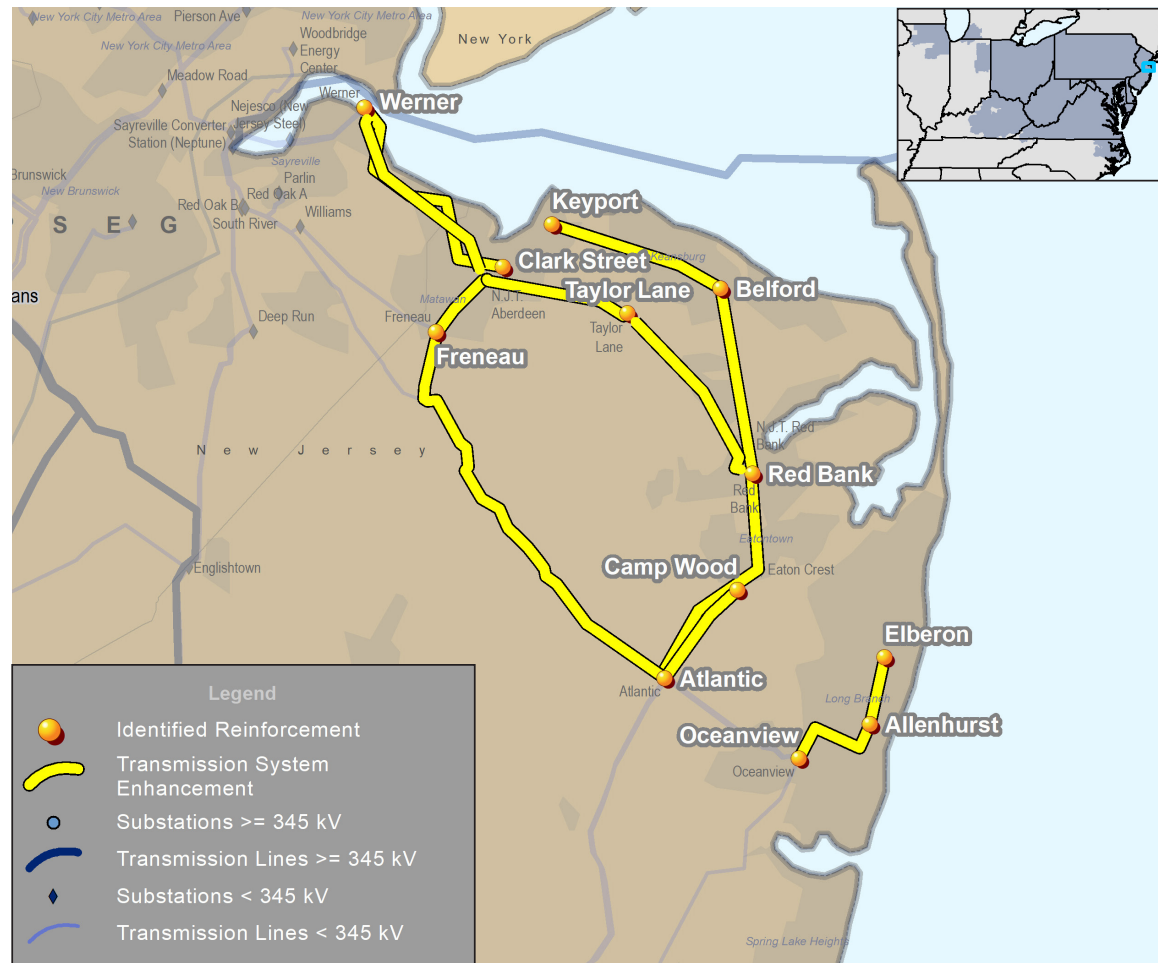 New York City Metro Area
Pierson Ave
New York City Metro Area
New York City Metro Area
Woodbridge
Energy
Center
New York
Meadow Road
Werner
Werner
Nejesco (New
Jersey Steel)
Sayreville Converter
Station (Neptune)
Sayreville
Parlin
Brunswick
New Brunswick
Red Oak A
Red Oak B
Williams
South River
S E G
Keyport
Keansburg
Clark Street
Taylor Lane
Belford
ans
Matawan
N.J.T.
Aberdeen
Deep Run
Freneau
Freneau
Taylor
Lane
New Jersey
N.J.T. Red
Bank
Red Bank
Red
Bank
Eatontown
Camp Wood
Eaton Crest
Englishtown
Elberon
Atlantic
Atlantic
Long Branch
Allenhurst
Oceanview
Oceanview
Spring Lake Heights
Legend
Identified Reinforcement
Transmission System
Enhancement
Substations >= 345 kV
Transmission Lines >= 345 kV
Substations < 345 kV
Transmission Lines < 345 kV